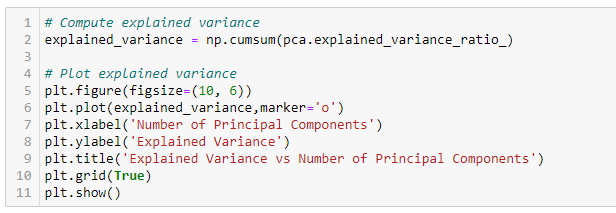 1 # Compute explained variance
2 explained_variance = np.cumsum(pca.explained_variance_ratio_)
3
4 # Plot explained variance
5 plt.figure(figsize=(10, 6))
6 plt.plot(explained_variance,marker='o')
7 plt.xlabel('Number of Principal Components')
8 plt.ylabel('Explained Variance')
9 plt.title('Explained Variance vs Number of Principal Components')
10 plt.grid(True)
11 plt.show()